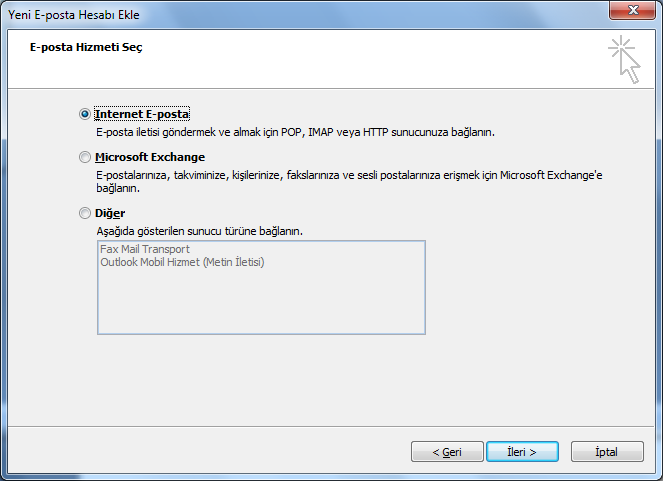 Yeni E-posta Hesabı Ekle
E-posta Hizmeti Seç
Internet E-posta
E-posta iletisi göndermek ve almak için POP, IMAP veya HTTP sunucunuza bağlanın.
Microsoft Exchange
E-postalarınıza, takviminize, kişilerinize, fakslarınıza ve sesli postalarınıza erişmek için Microsoft Exchange'e
bağlanın.
Diğer
Aşağıda gösterilen sunucu türüne bağlanın.
Fax Mail Transport
Outlook Mobil Hizmet (Metin İletisi)
< Geri
İleri >
İptal